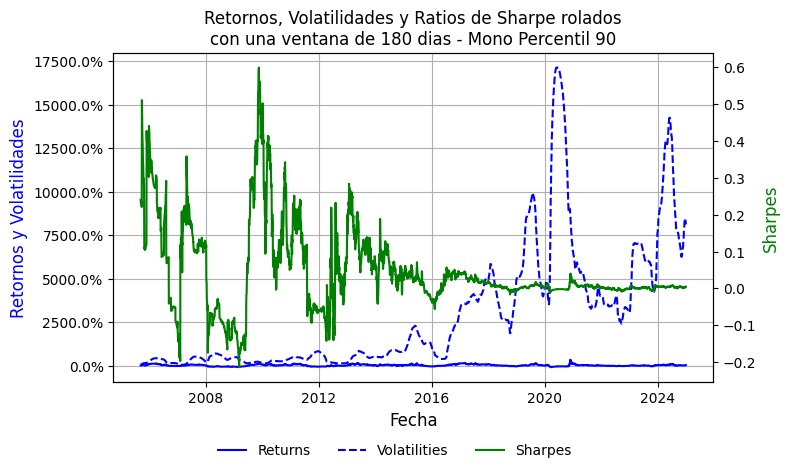 Retornos, Volatilidades y Ratios de Sharpe rolados
con una ventana de 180 dias - Mono Percentil 90
Retornos y Volatilidades
17500.0%
15000.0%
12500.0%
10000.0%
7500.0%
5000.0%
2500.0%
0.0%
0.6
0.5
0.4
0.3
0.2
0.1
0.0
−0.1
−0.2
Sharpes
2008
2012
2016
2020
2024
Fecha
Returns
Volatilities
Sharpes